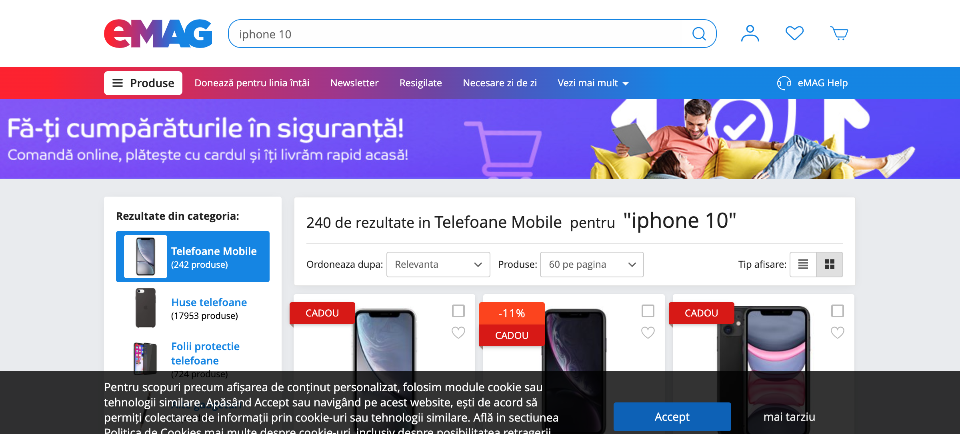 eMAG
iphone 10
Produse
Donează pentru linia întâi
Newsletter
Resigilate
Necesare zi de zi
Vezi mai mult
eMAG Help
Fă-ți cumpărăturile în siguranță!
Comandă online, plătește cu cardul și îți livrăm rapid acasă!
Rezultate din categoria:
Telefoane Mobile
(242 produse)
Huse telefoane
(17953 produse)
Folii protectie
telefoane
(724 produse)
240 de rezultate in Telefoane Mobile pentru "iphone 10"
Ordoneaza dupa:
Relevanta
Produse:
60 pe pagina
Tip afisare:
CADOU
-11%
CADOU
CADOU
Pentru scopuri precum afișarea de conținut personalizat, folosim module cookie sau
tehnologii similare. Apăsând Accept sau navigând pe acest website, ești de acord să
permiți colectarea de informații prin cookie-uri sau tehnologii similare. Află in sectiunea
Politica de Cookies mai multe despre cookie-uri, inclusiv despre posibilitatea retragerii
Accept
mai tarziu